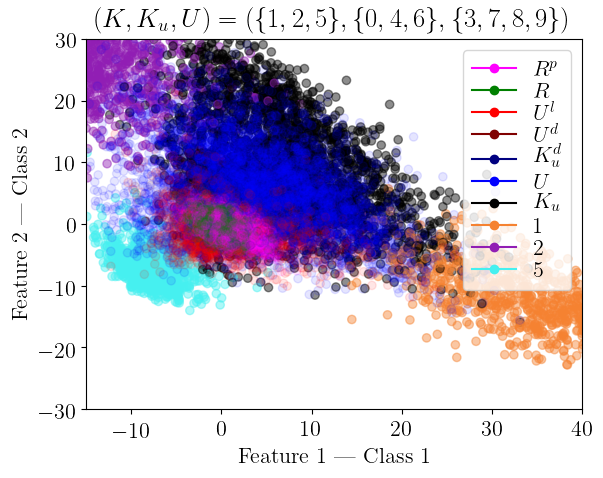 (K, K_u, U) = ({1, 2, 5}, {0, 4, 6}, {3, 7, 8, 9})
30
20
10
0
−10
−20
−30
Feature 2 — Class 2
R^p
R
U^l
U^d
K_u^d
U
K_u
1
2
5
−10 0 10 20 30 40
Feature 1 — Class 1